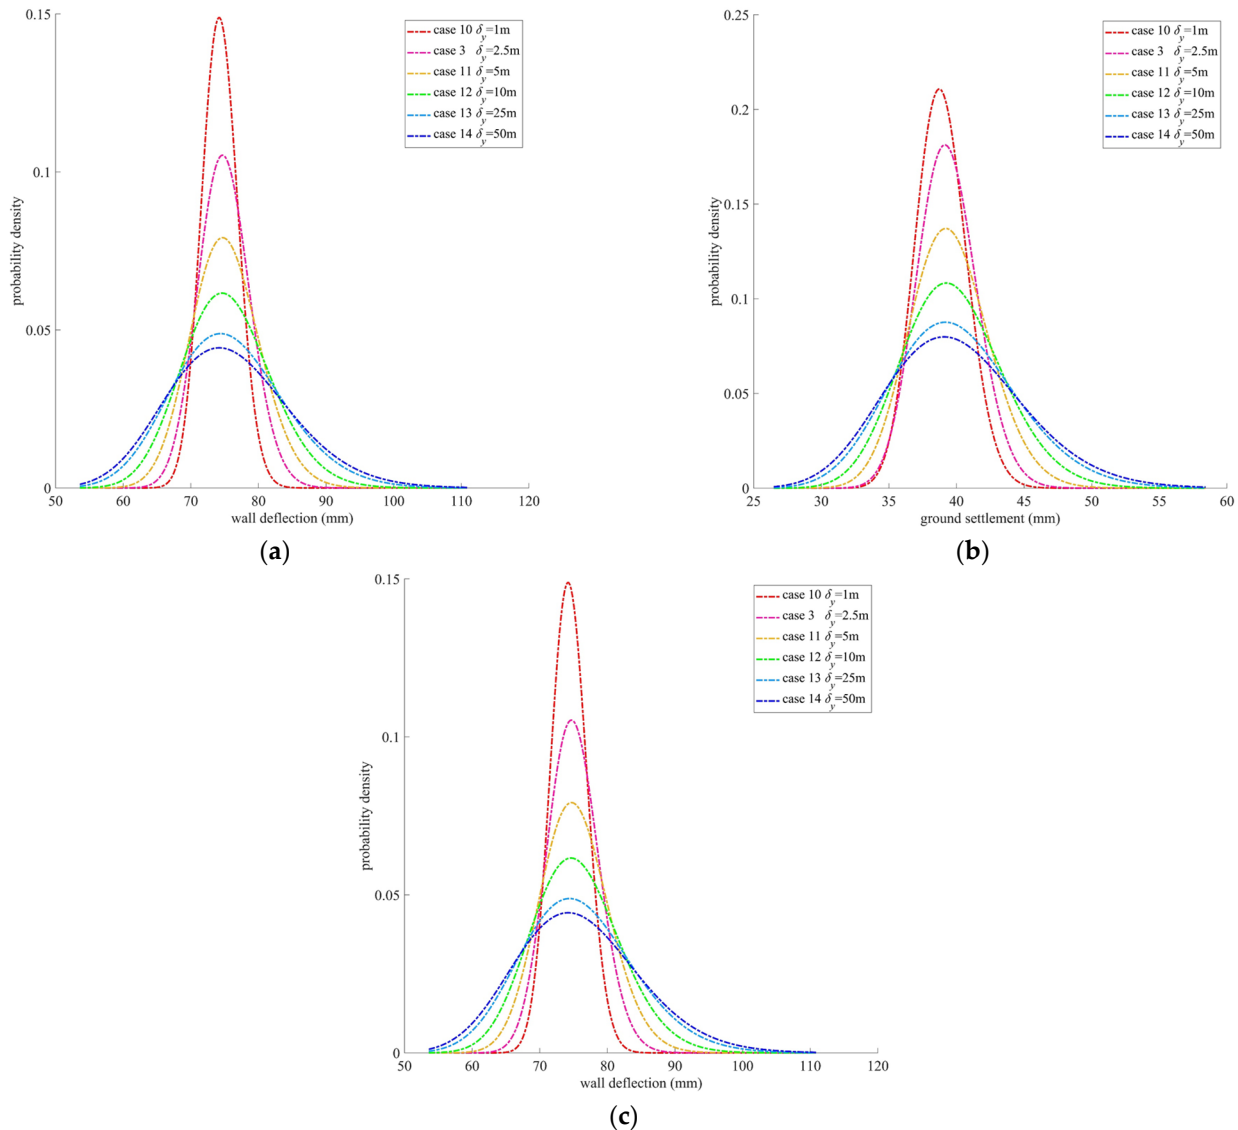 0.15
0.1
0.05
0
50 60 70 80 90 100 110 120
probability density
wall deflection (mm)
case 10 δy=1m
case 3 δy=2.5m
case 11 δy=5m
case 12 δy=10m
case 13 δy=25m
case 14 δy=50m
(a)
0.25
0.2
0.15
0.1
0.05
0
25 30 35 40 45 50 55 60
probability density
ground settlement (mm)
case 10 δy=1m
case 3 δy=2.5m
case 11 δy=5m
case 12 δy=10m
case 13 δy=25m
case 14 δy=50m
(b)
0.15
0.1
0.05
0
50 60 70 80 90 100 110 120
probability density
wall deflection (mm)
case 10 δy=1m
case 3 δy=2.5m
case 11 δy=5m
case 12 δy=10m
case 13 δy=25m
case 14 δy=50m
(c)